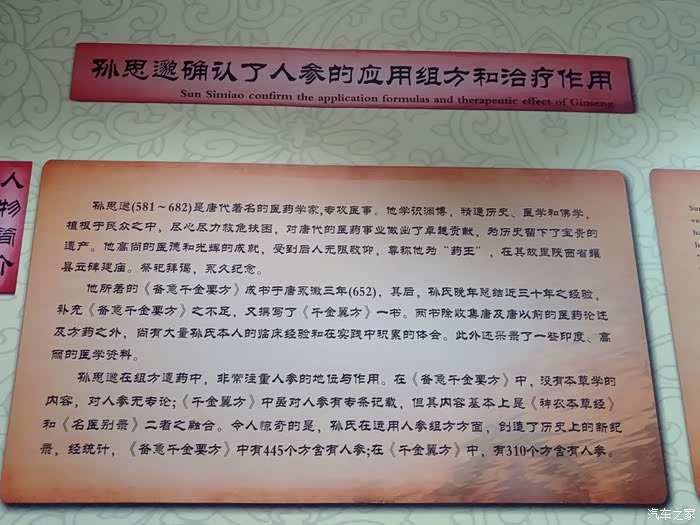 孙思邈确认了人参的应用组方和治疗作用
Sun Simiao confirm the application formulas and therapeutic effect of Ginseng
人物简介
孙思邈(581～682)是唐代著名的医药学家,专攻医事。他学识渊博，精通历史、医学和佛学，
植根于民众之中，尽心尽力救危扶困，对唐代的医药事业做出了卓越贡献，为历史留下了宝贵的
遗产。他高尚的医德和光辉的成就，受到后人无限敬仰，尊称他为"药王"，在其故里陕西省耀
县立碑建庙。祭祀拜谒，永久纪念。
他所著的《备急千金要方》成书于唐永徽三年(652)，其后，孙氏晚年总结近三十年之经验，
补充《备急千金要方》之不足，又撰写了《千金翼方》一书。两书除收集唐及唐以前的医药论述
及方药之外，尚有大量孙氏本人的临床经验和在实践中积累的体会。此外还采录了一些印度、高
丽的医学资料。
孙思邈在组方遣药中，非常注重人参的地位与作用。在《备急千金要方》中，没有本草学的
内容，对人参无专论;《千金翼方》中虽对人参有专条记载，但其内容基本上是《神农本草经》
和《名医别录》二者之融合。令人惊奇的是，孙氏在运用人参组方方面，创造了历史上的新纪
录。经统计，《备急千金要方》中有445个方含有人参;在《千金翼方》中，有310个方含有人参。
汽车之家